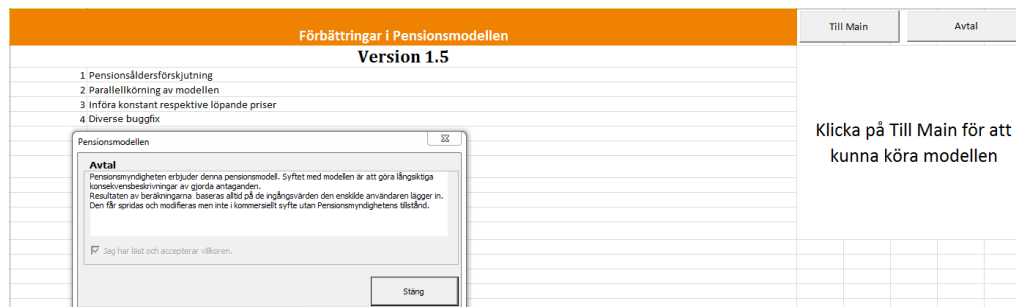 Förbättringar i Pensionsmodellen
Till Main
Avtal
Version 1.5
1 Pensionsåldersförskjutning
2 Parallellkörning av modellen
3 Införa konstant respektive löpande priser
4 Diverse buggfix
Klicka på Till Main för att
kunna köra modellen
Pensionsmodellen
Avtal
Pensionsmyndigheten erbjuder denna pensionsmodell. Syftet med modellen är att göra långsiktiga
konsekvensbeskrivningar av gjorda antaganden.
Resultaten av beräkningarna baseras alltid på de ingångsvärden den enskilde användaren lägger in.
Den får spridas och modifieras men inte i kommersiellt syfte utan Pensionsmyndighetens tillstånd.
Jag har läst och accepterar villkoren.
Stäng